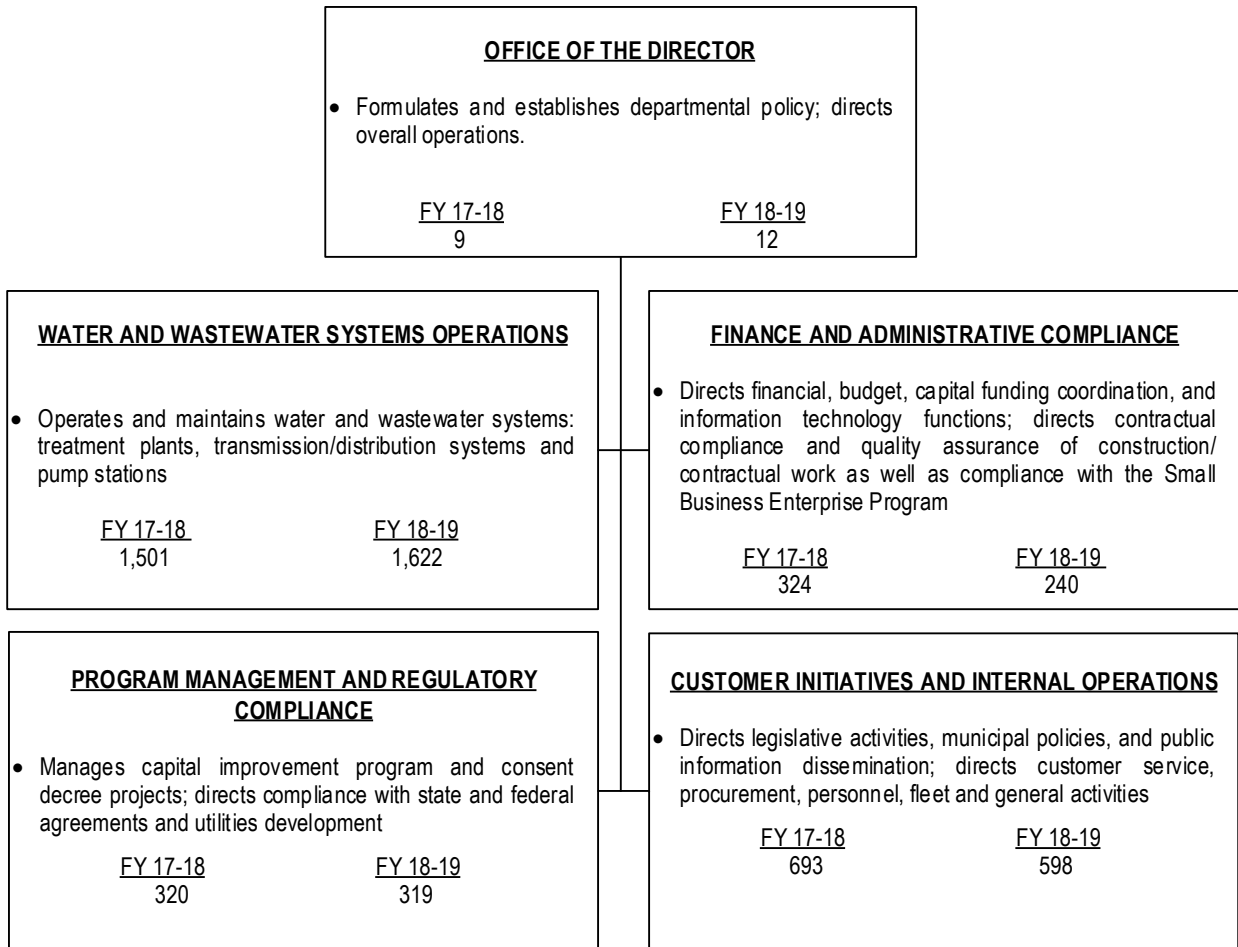 OFFICE OF THE DIRECTOR
• Formulates and establishes departmental policy; directs
overall operations.
FY 17-18 FY 18-19
9 12
WATER AND WASTEWATER SYSTEMS OPERATIONS
• Operates and maintains water and wastewater systems:
treatment plants, transmission/distribution systems and
pump stations
FY 17-18 FY 18-19
1,501 1,622
FINANCE AND ADMINISTRATIVE COMPLIANCE
• Directs financial, budget, capital funding coordination, and
information technology functions; directs contractual
compliance and quality assurance of construction/
contractual work as well as compliance with the Small
Business Enterprise Program
FY 17-18 FY 18-19
324 240
PROGRAM MANAGEMENT AND REGULATORY
COMPLIANCE
• Manages capital improvement program and consent
decree projects; directs compliance with state and federal
agreements and utilities development
FY 17-18 FY 18-19
320 319
CUSTOMER INITIATIVES AND INTERNAL OPERATIONS
• Directs legislative activities, municipal policies, and public
information dissemination; directs customer service,
procurement, personnel, fleet and general activities
FY 17-18 FY 18-19
693 598